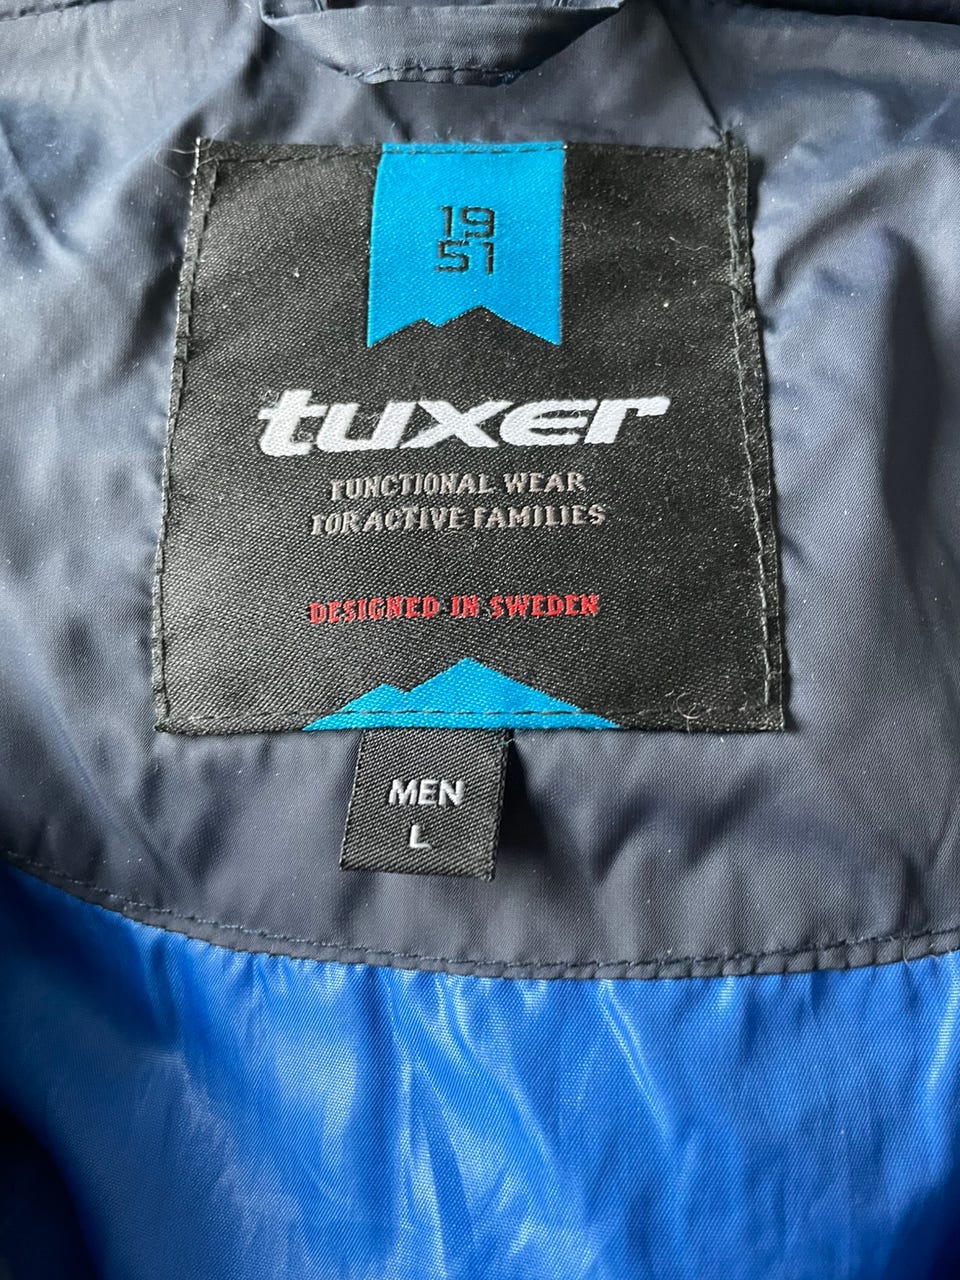 19
51
tuxer
FUNCTIONAL WEAR
FOR ACTIVE FAMILIES
DESIGNED IN SWEDEN
MEN
L